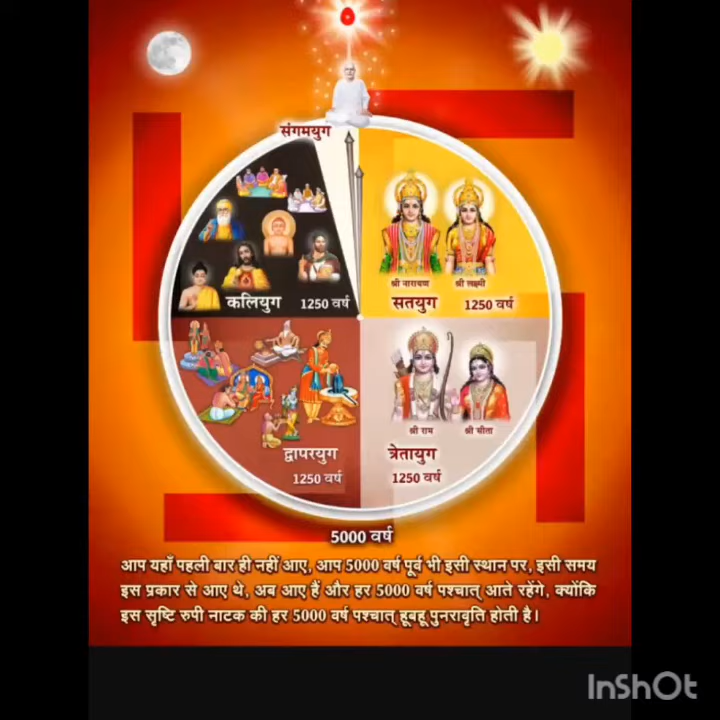 संगमयुग
श्री नारायण श्री लक्ष्मी
कलियुग 1250 वर्ष
सतयुग 1250 वर्ष
श्री राम श्री सीता
द्वापरयुग
1250 वर्ष
त्रेतायुग
1250 वर्ष
5000 वर्ष
आप यहाँ पहली बार ही नहीं आए, आप 5000 वर्ष पूर्व भी इसी स्थान पर, इसी समय
इस प्रकार से आए थे, अब आए हैं और हर 5000 वर्ष पश्चात् आते रहेंगे, क्योंकि
इस सृष्टि रुपी नाटक की हर 5000 वर्ष पश्चात् हूबहू पुनरावृति होती है।
InShOt